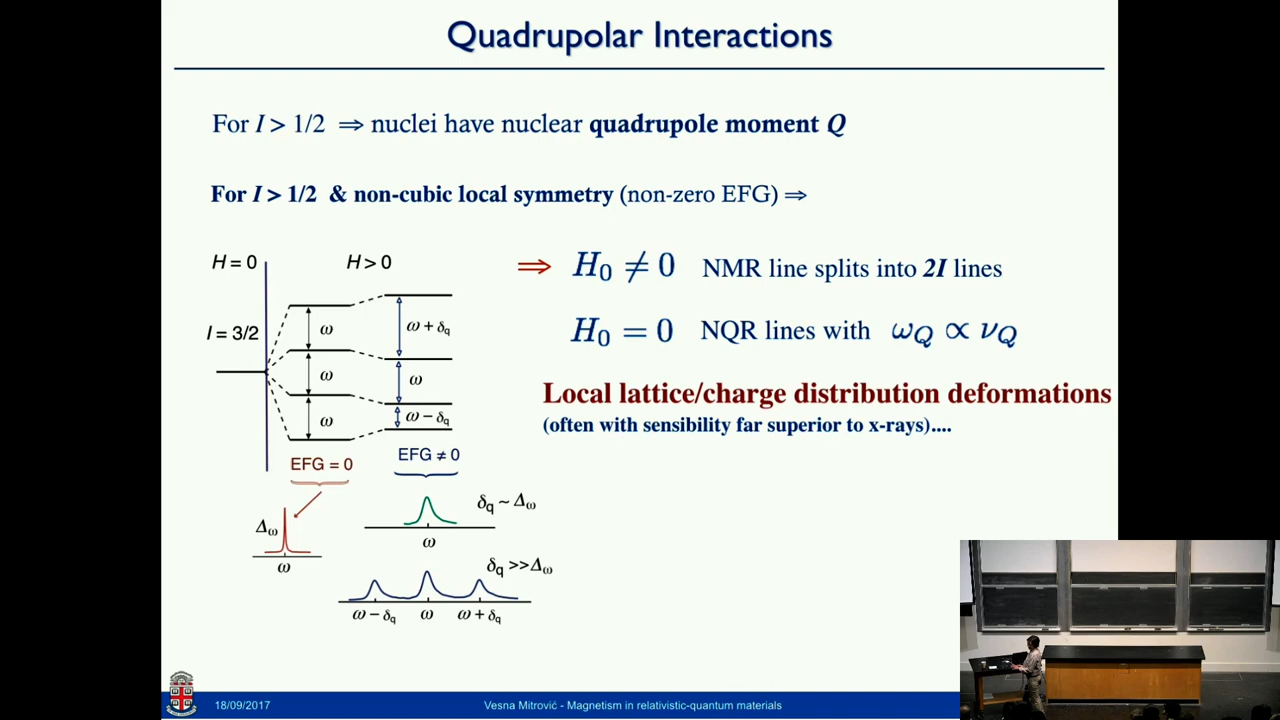 Quadrupolar Interactions
For I > 1/2 ⇒ nuclei have nuclear quadrupole moment Q
For I > 1/2 & non-cubic local symmetry (non-zero EFG) ⇒
H = 0 H > 0
⇒ H₀ ≠ 0 NMR line splits into 2I lines
I = 3/2
ω ω + δq
H₀ = 0 NQR lines with ωQ ∝ νQ
ω ω
Local lattice/charge distribution deformations
ω ω − δq
(often with sensibility far superior to x-rays)....
EFG = 0 EFG ≠ 0
δq ~ Δω
Δω
ω
ω
δq >>Δω
ω − δq ω ω + δq
18/09/2017 Vesna Mitrović - Magnetism in relativistic-quantum materials